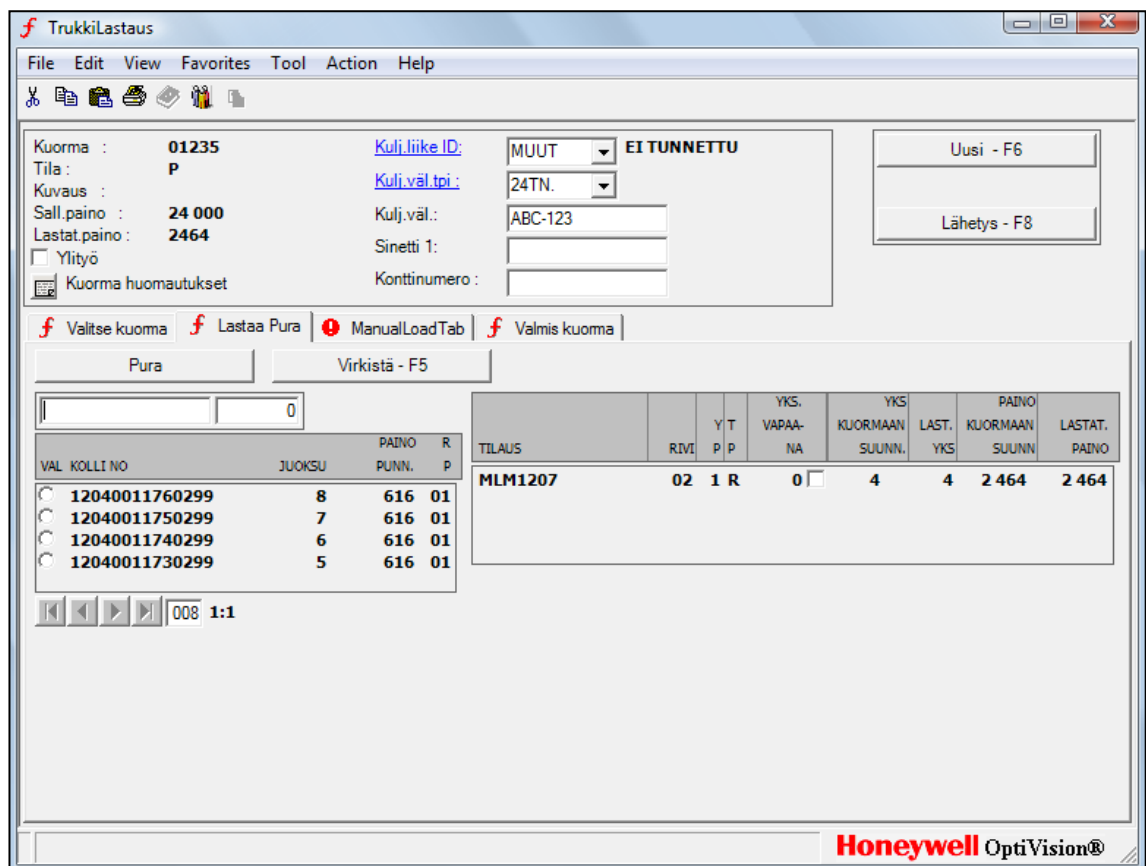 TrukkiLastaus
File Edit View Favorites Tool Action Help
Kuorma : 01235
Tila : P
Kuvaus :
Sall.paino : 24 000
Lastat.paino : 2464
Ylityö
Kuorma huomautukset
Kulj.liike ID: MUUT EI TUNNETTU
Kulj.väl.tpi : 24TN.
Kulj.väl.: ABC-123
Sinetti 1:
Konttinumero :
Uusi - F6
Lähetys - F8
Valitse kuorma Lastaa Pura ManualLoadTab Valmis kuorma
Pura Virkistä - F5
0
PAINO R
VAL KOLLI NO JUOKSU PUNN. P
12040011760299 8 616 01
12040011750299 7 616 01
12040011740299 6 616 01
12040011730299 5 616 01
008 1:1
YKS. YKS PAINO
Y T VAPAA- KUORMAAN LAST. KUORMAAN LASTAT.
TILAUS RIVI P P NA SUUNN. YKS SUUNN PAINO
MLM1207 02 1 R 0 4 4 2 464 2 464
Honeywell OptiVision®